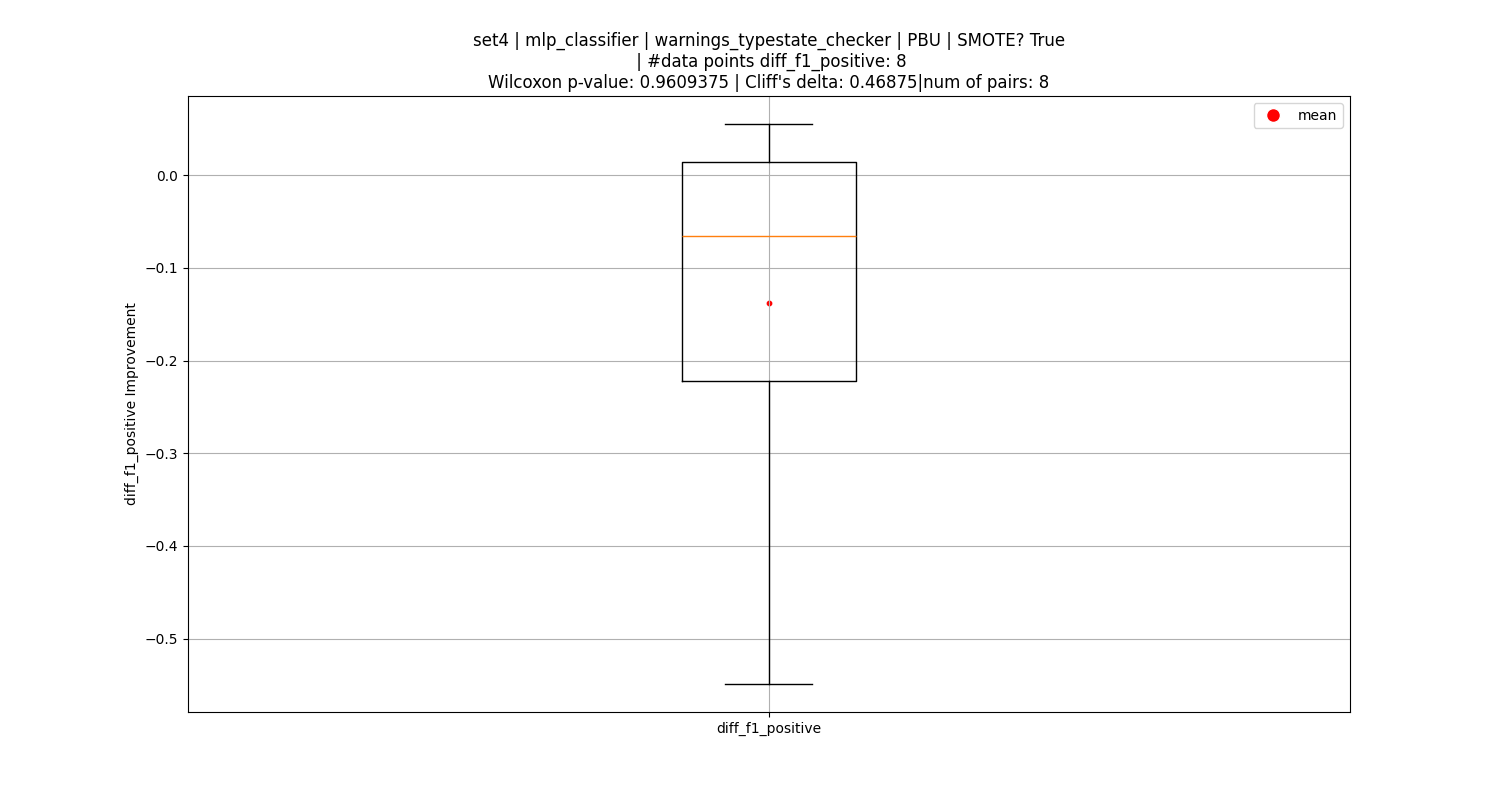 set4 | mlp_classifier | warnings_typestate_checker | PBU | SMOTE? True
| #data points diff_f1_positive: 8
Wilcoxon p-value: 0.9609375 | Cliff's delta: 0.46875|num of pairs: 8
mean
0.0
−0.1
−0.2
−0.3
−0.4
−0.5
diff_f1_positive Improvement
diff_f1_positive